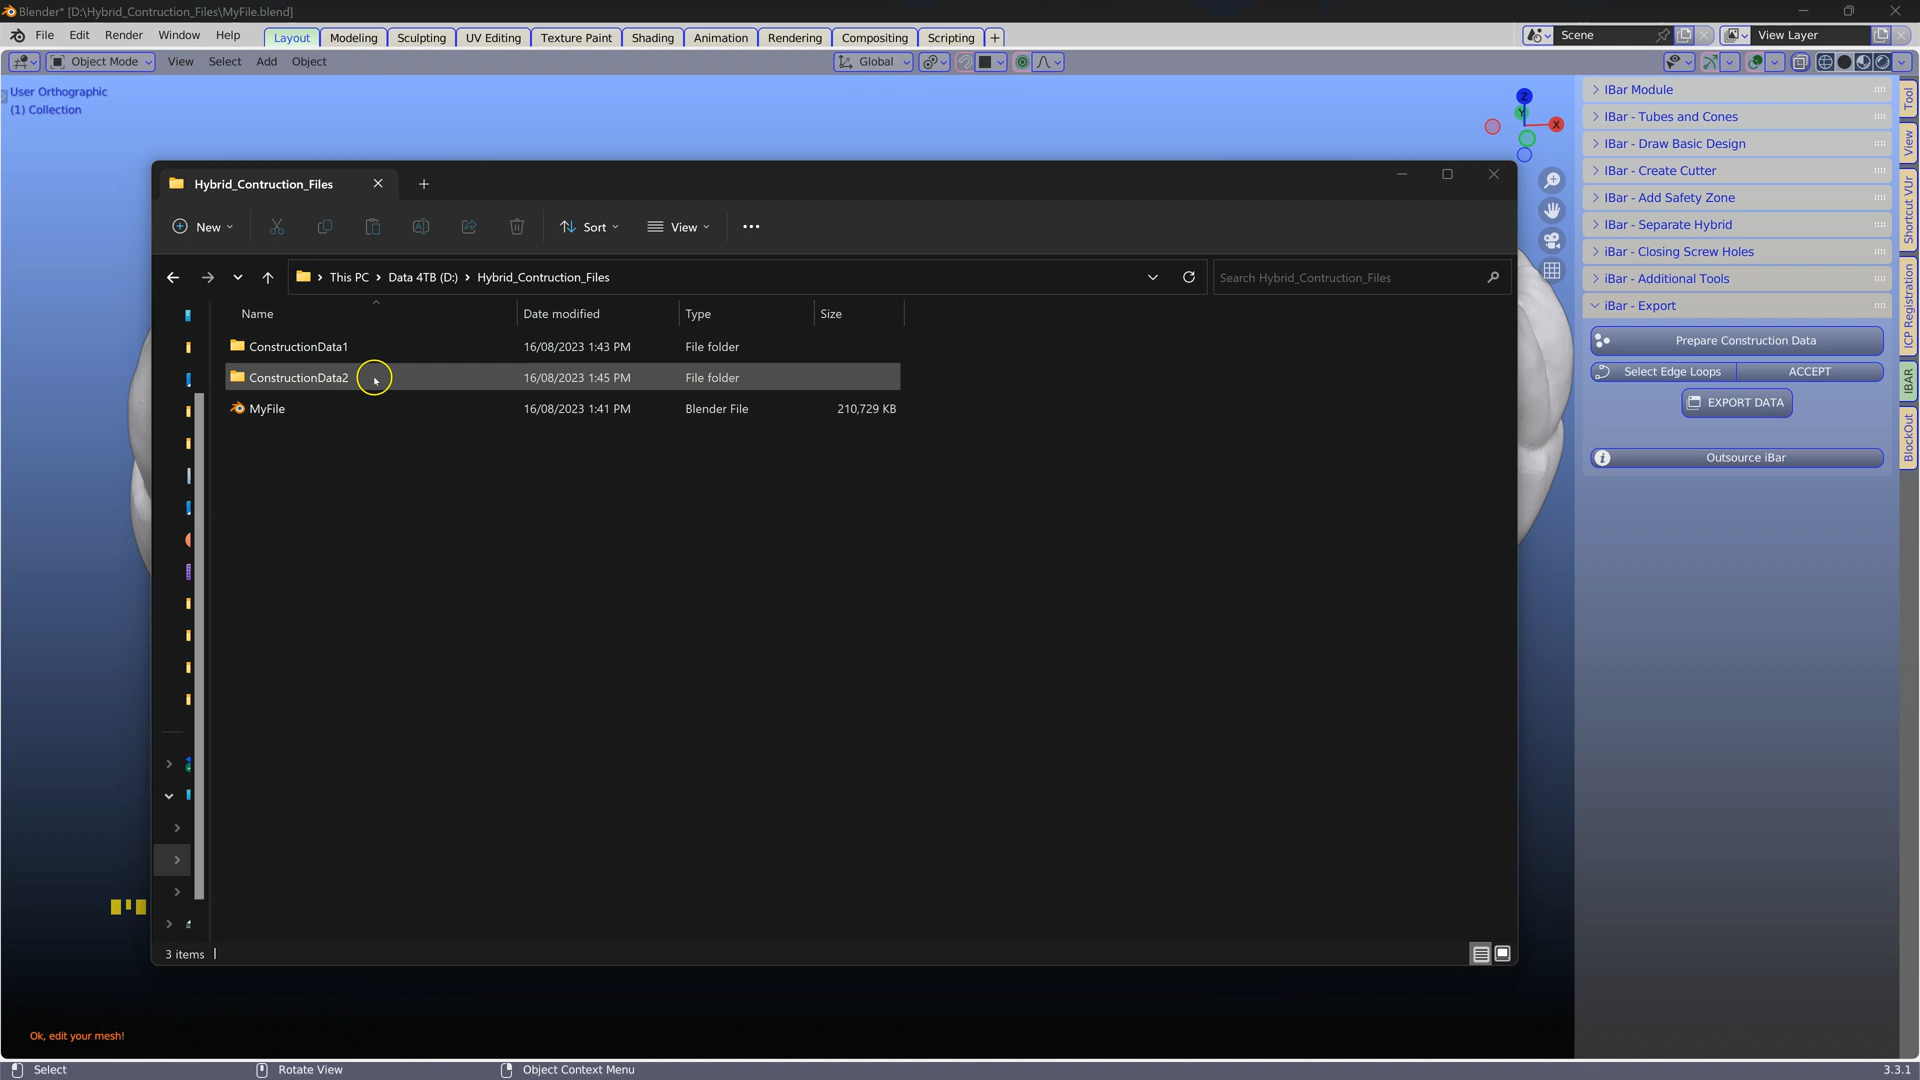 Blender* [D:\Hybrid_Contruction_Files\MyFile.blend]
File Edit Render Window Help Layout Modeling Sculpting UV Editing Texture Paint Shading Animation Rendering Compositing Scripting + Scene View Layer
Object Mode View Select Add Object Global
User Orthographic
(1) Collection
Z
Y
X
Hybrid_Contruction_Files
New Sort View
This PC > Data 4TB (D:) > Hybrid_Contruction_Files
Search Hybrid_Contruction_Files
Name Date modified Type Size
ConstructionData1 16/08/2023 1:43 PM File folder
ConstructionData2 16/08/2023 1:45 PM File folder
MyFile 16/08/2023 1:41 PM Blender File 210,729 KB
3 items
IBar Module
IBar - Tubes and Cones
IBar - Draw Basic Design
IBar - Create Cutter
IBar - Add Safety Zone
IBar - Separate Hybrid
iBar - Closing Screw Holes
iBar - Additional Tools
iBar - Export
Prepare Construction Data
Select Edge Loops ACCEPT
EXPORT DATA
Outsource iBar
Tool
View
Shortcut VUr
ICP Registration
IBAR
BlockOut
Ok, edit your mesh!
Select Rotate View Object Context Menu 3.3.1